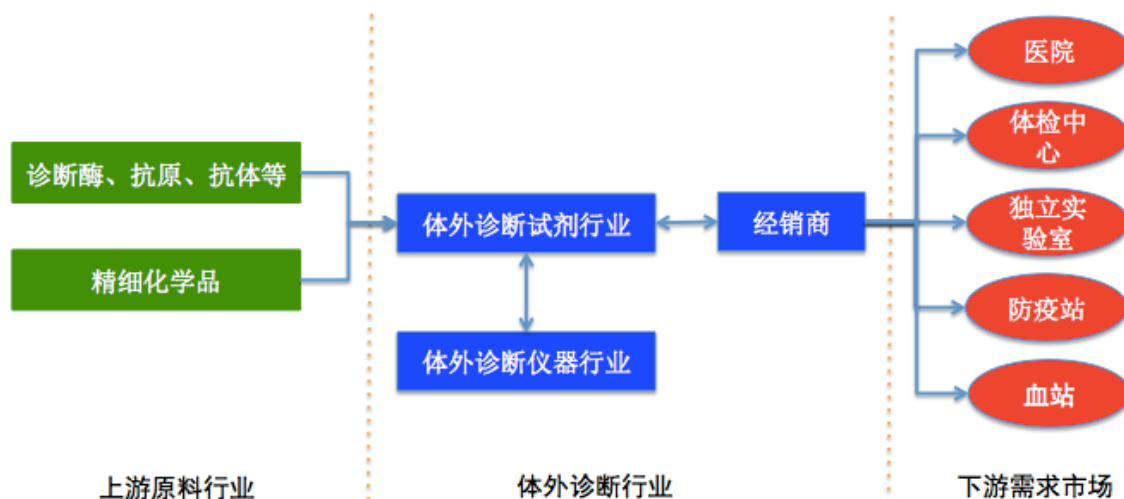 诊断酶、抗原、抗体等
精细化学品
上游原料行业
体外诊断试剂行业
经销商
体外诊断仪器行业
体外诊断行业
医院
体检中
心
独立实
验室
防疫站
血站
下游需求市场